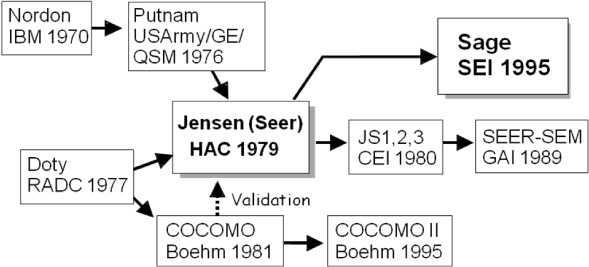 Nordon
IBM 1970
Putnam
USArmy/GE/
QSM 1976
Sage
SEI 1995
Jensen (Seer)
HAC 1979
JS1,2,3
CEI 1980
SEER-SEM
GAI 1989
Doty
RADC 1977
Validation
COCOMO
Boehm 1981
COCOMO II
Boehm 1995